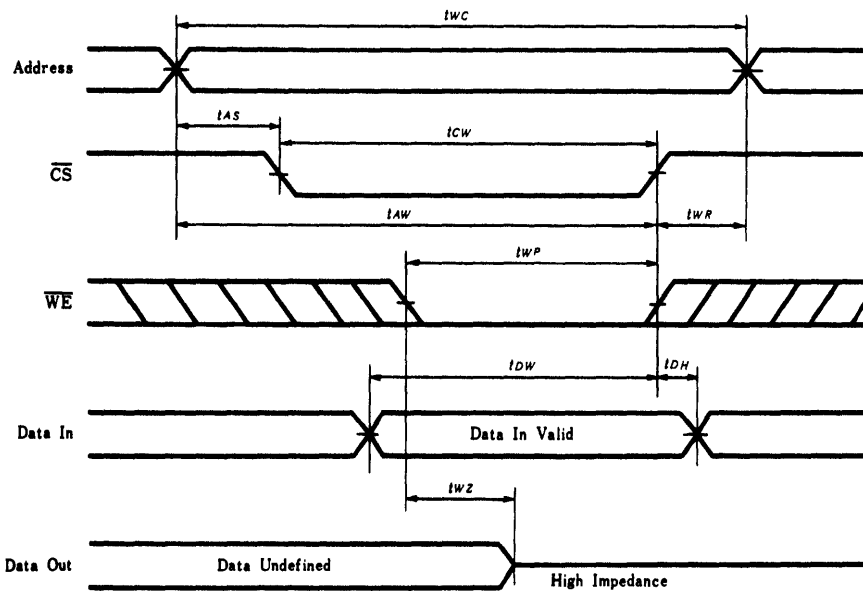 tWC
Address
tAS
tCW
CS
tAW
tWR
tWP
WE
tDW
tDH
Data In
Data In Valid
tWZ
Data Out
Data Undefined
High Impedance